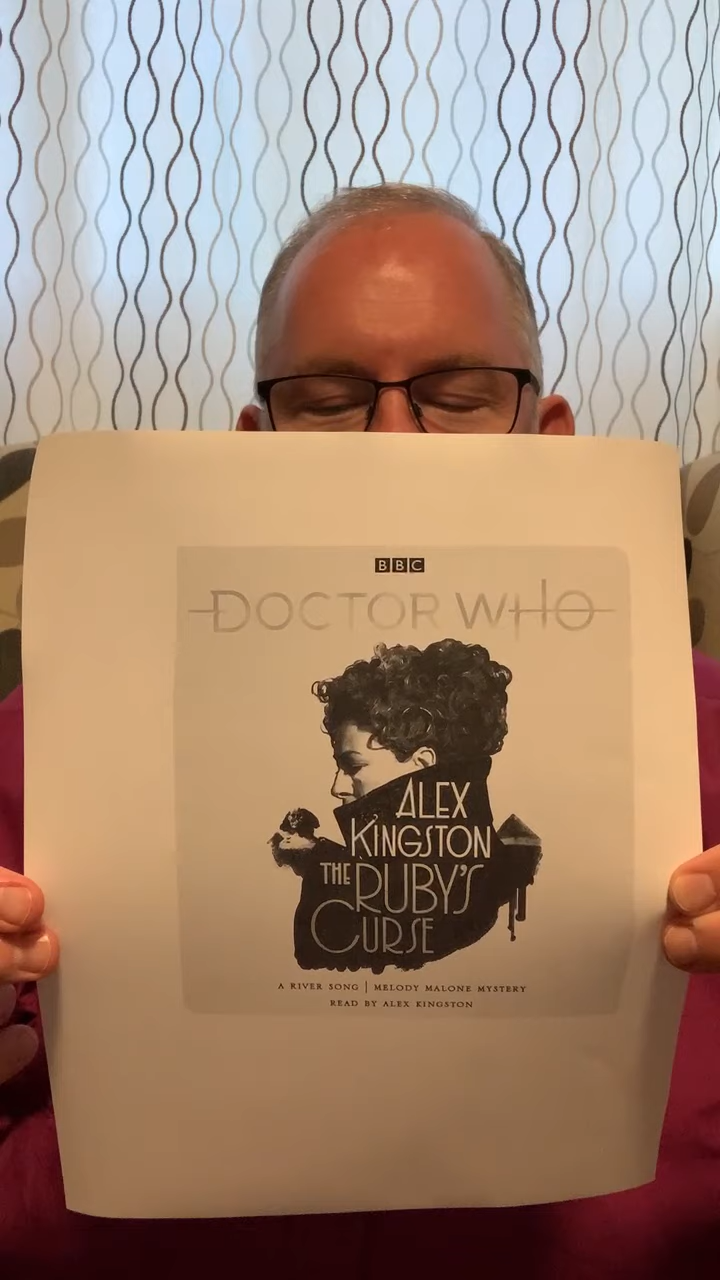 BBC
DOCTOR WHO
ALEX
KINGSTON
THE RUBY'S
CURSE
A RIVER SONG | MELODY MALONE MYSTERY
READ BY ALEX KINGSTON